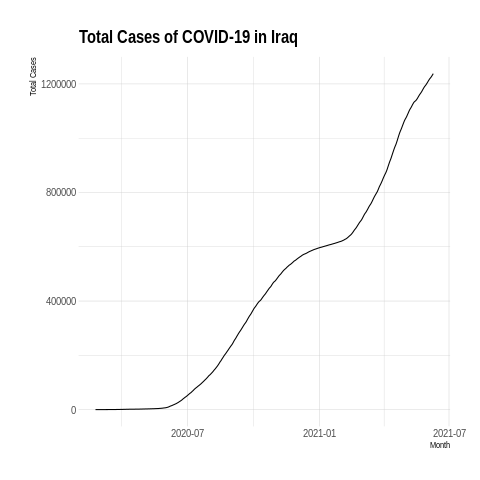 Total Cases of COVID-19 in Iraq
Total Cases
1200000
800000
400000
0
2020-07
2021-01
2021-07
Month